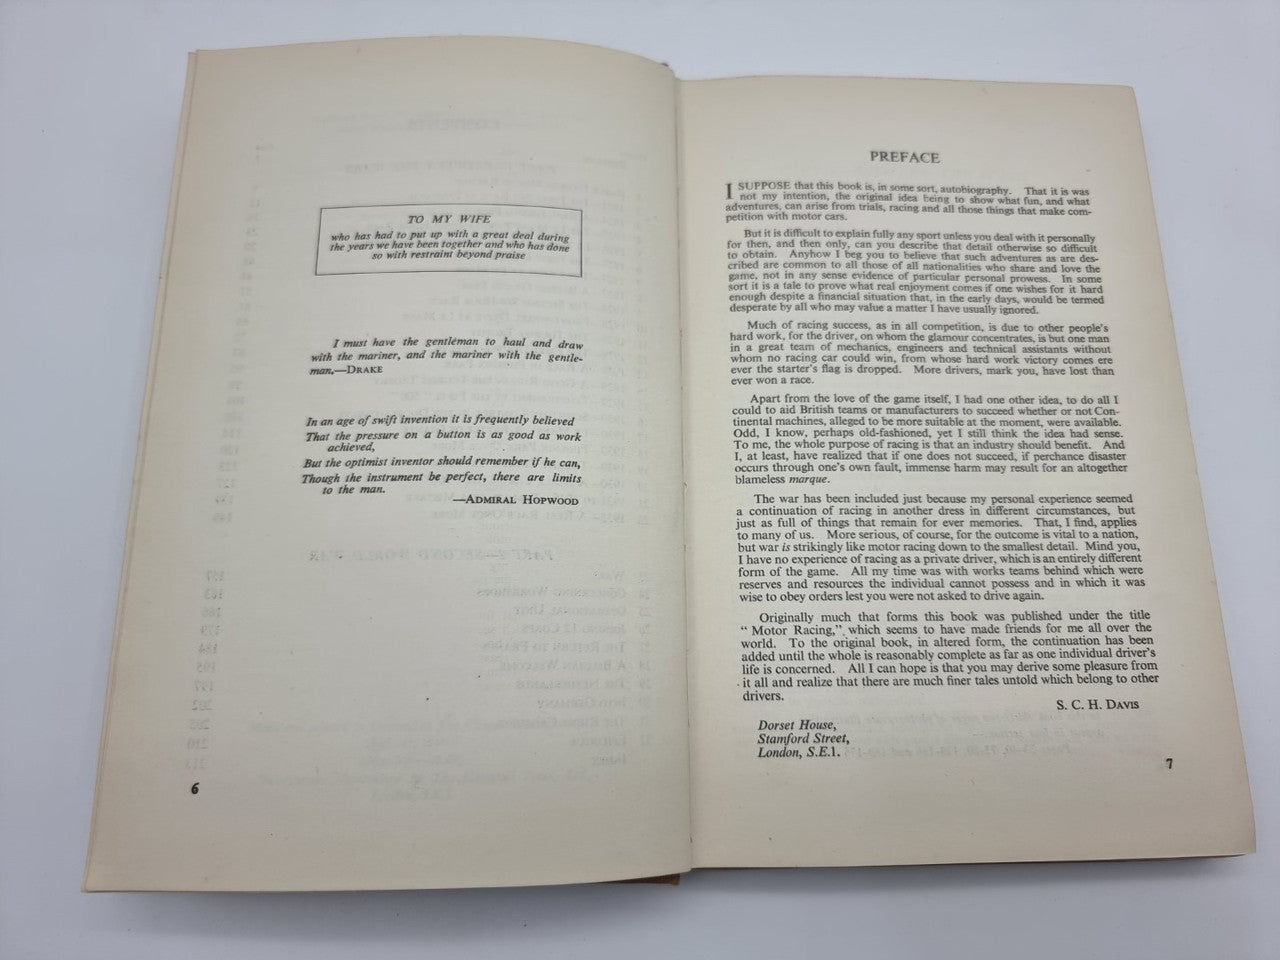 TO MY WIFE
who has had to put up with a great deal during
the years we have been together and who has done
so with restraint beyond praise
I must have the gentleman to haul and draw
with the mariner, and the mariner with the gentle-
man.—DRAKE
In an age of swift invention it is frequently believed
That the pressure on a button is as good as work
achieved,
But the optimist inventor should remember if he can,
Though the instrument be perfect, there are limits
to the man.
—ADMIRAL HOPWOOD
6
PREFACE
I SUPPOSE that this book is, in some sort, autobiography. That it is was
not my intention, the original idea being to show what fun, and what
adventures, can arise from trials, racing and all those things that make com-
petition with motor cars.
But it is difficult to explain fully any sport unless you deal with it personally
for then, and then only, can you describe that detail otherwise so difficult
to obtain. Anyhow I beg you to believe that such adventures as are des-
cribed are common to all those of all nationalities who share and love the
game, not in any sense evidence of particular personal prowess. In some
sort it is a tale to prove what real enjoyment comes if one wishes for it hard
enough despite a financial situation that, in the early days, would be termed
desperate by all who may value a matter I have usually ignored.
Much of racing success, as in all competition, is due to other people's
hard work, for the driver, on whom the glamour concentrates, is but one man
in a great team of mechanics, engineers and technical assistants without
whom no racing car could win, from whose hard work victory comes ere
ever the starter's flag is dropped. More drivers, mark you, have lost than
ever won a race.
Apart from the love of the game itself, I had one other idea, to do all I
could to aid British teams or manufacturers to succeed whether or not Con-
tinental machines, alleged to be more suitable at the moment, were available.
Odd, I know, perhaps old-fashioned, yet I still think the idea had sense.
To me, the whole purpose of racing is that an industry should benefit. And
I, at least, have realized that if one does not succeed, if perchance disaster
occurs through one's own fault, immense harm may result for an altogether
blameless marque.
The war has been included just because my personal experience seemed
a continuation of racing in another dress in different circumstances, but
just as full of things that remain for ever memories. That, I find, applies
to many of us. More serious, of course, for the outcome is vital to a nation,
but war is strikingly like motor racing down to the smallest detail. Mind you,
I have no experience of racing as a private driver, which is an entirely different
form of the game. All my time was with works teams behind which were
reserves and resources the individual cannot possess and in which it was
wise to obey orders lest you were not asked to drive again.
Originally much that forms this book was published under the title
" Motor Racing," which seems to have made friends for me all over the
world. To the original book, in altered form, the continuation has been
added until the whole is reasonably complete as far as one individual driver's
life is concerned. All I can hope is that you may derive some pleasure from
it all and realize that there are much finer tales untold which belong to other
drivers.
S. C. H. DAVIS
Dorset House,
Stamford Street,
London, S.E.1.
7